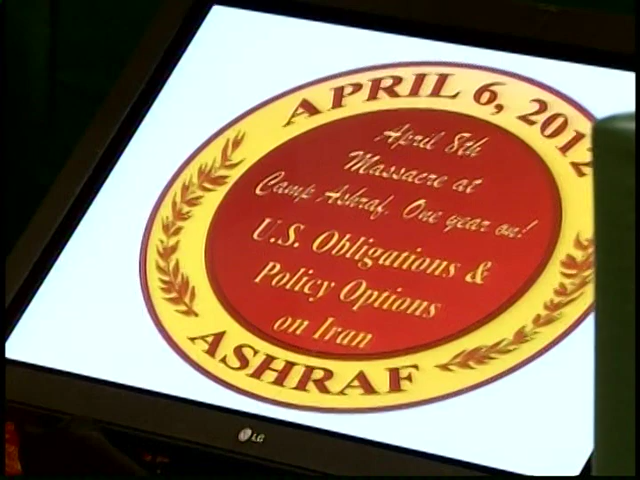 APRIL 6, 2012
April 8th
Massacre at
Camp Ashraf. One year on!
U.S. Obligations &
Policy Options
on Iran
ASHRAF
LG